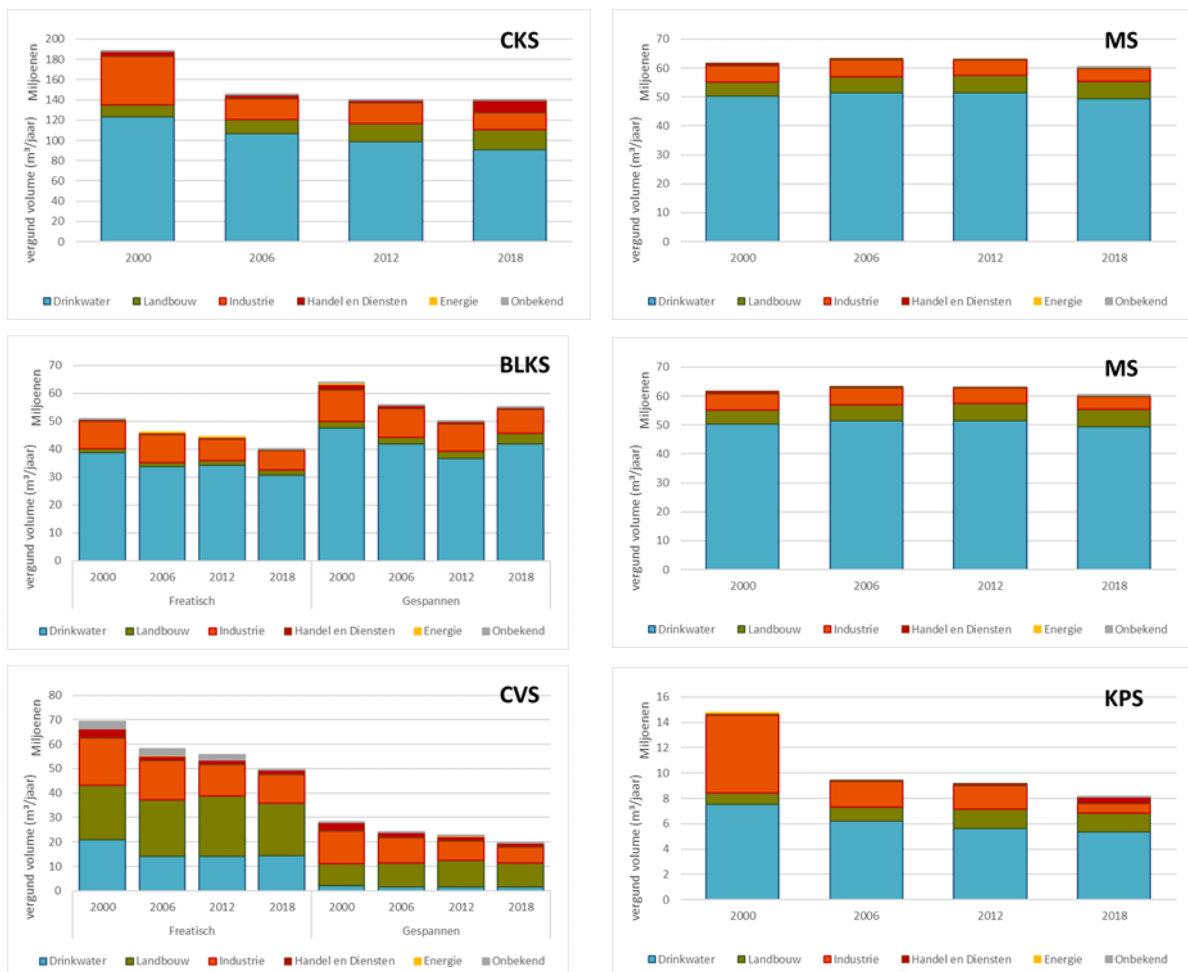 CKS
vergund volume (m³/jaar) Miljoenen
200
180
160
140
120
100
80
60
40
20
0
2000 2006 2012 2018
Drinkwater Landbouw Industrie Handel en Diensten Energie Onbekend
MS
vergund volume (m³/jaar) Miljoenen
70
60
50
40
30
20
10
0
2000 2006 2012 2018
Drinkwater Landbouw Industrie Handel en Diensten Energie Onbekend
BLKS
vergund volume (m³/jaar) Miljoenen
70
60
50
40
30
20
10
0
2000 2006 2012 2018 2000 2006 2012 2018
Freatisch Gespannen
Drinkwater Landbouw Industrie Handel en Diensten Energie Onbekend
MS
vergund volume (m³/jaar) Miljoenen
70
60
50
40
30
20
10
0
2000 2006 2012 2018
Drinkwater Landbouw Industrie Handel en Diensten Energie Onbekend
CVS
vergund volume (m³/jaar) Miljoenen
80
70
60
50
40
30
20
10
0
2000 2006 2012 2018 2000 2006 2012 2018
Freatisch Gespannen
Drinkwater Landbouw Industrie Handel en Diensten Energie Onbekend
KPS
vergund volume (m³/jaar) Miljoenen
16
14
12
10
8
6
4
2
0
2000 2006 2012 2018
Drinkwater Landbouw Industrie Handel en Diensten Energie Onbekend